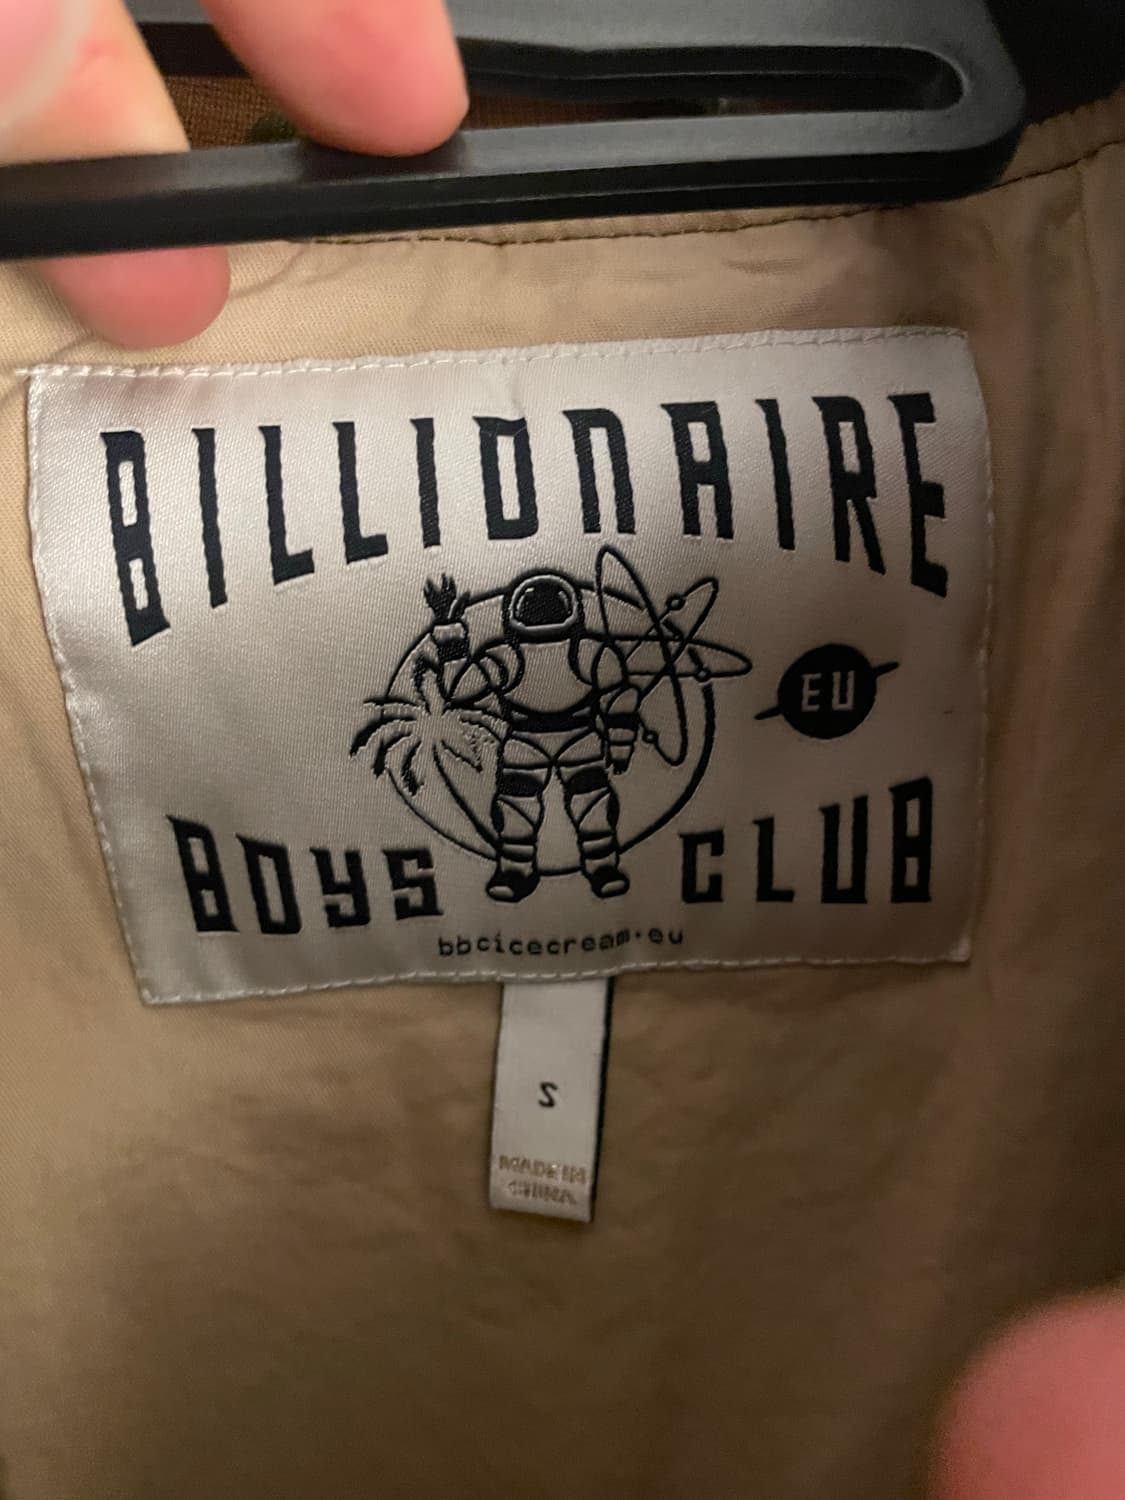 BILLIONAIRE
EU
BOYS CLUB
bbcicecream.eu
S
MADE IN
CHINA